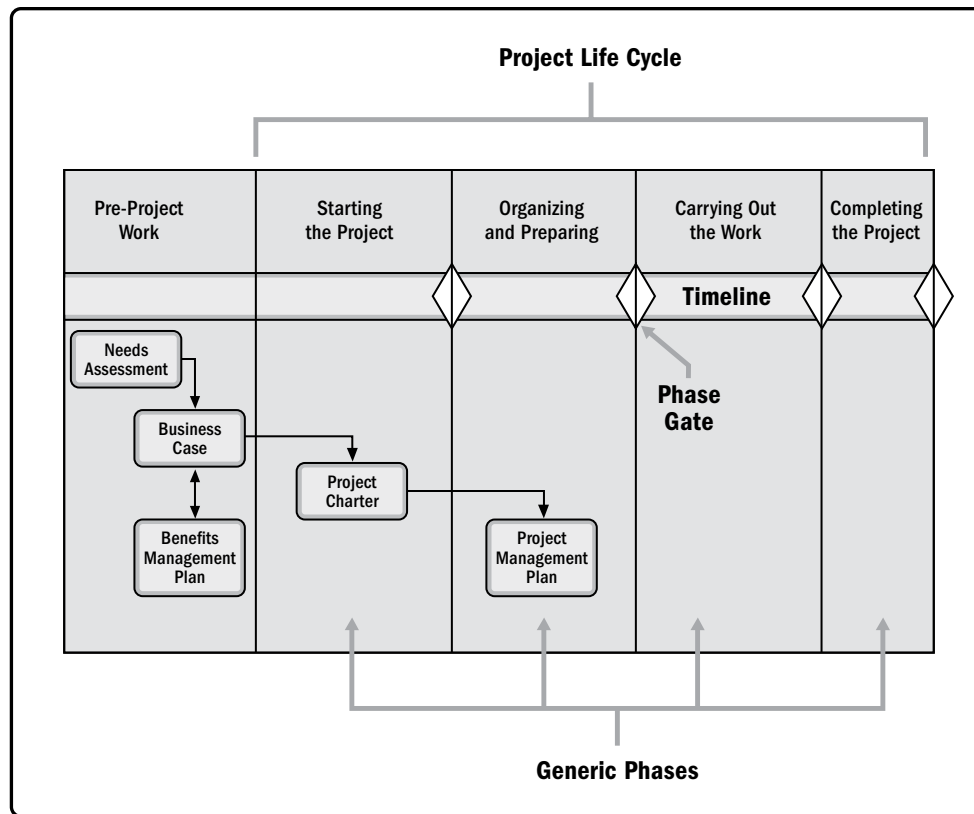 Project Life Cycle
Pre-Project
Work
Starting
the Project
Organizing
and Preparing
Carrying Out
the Work
Completing
the Project
Timeline
Needs
Assessment
Business
Case
Benefits
Management
Plan
Project
Charter
Project
Management
Plan
Phase
Gate
Generic Phases